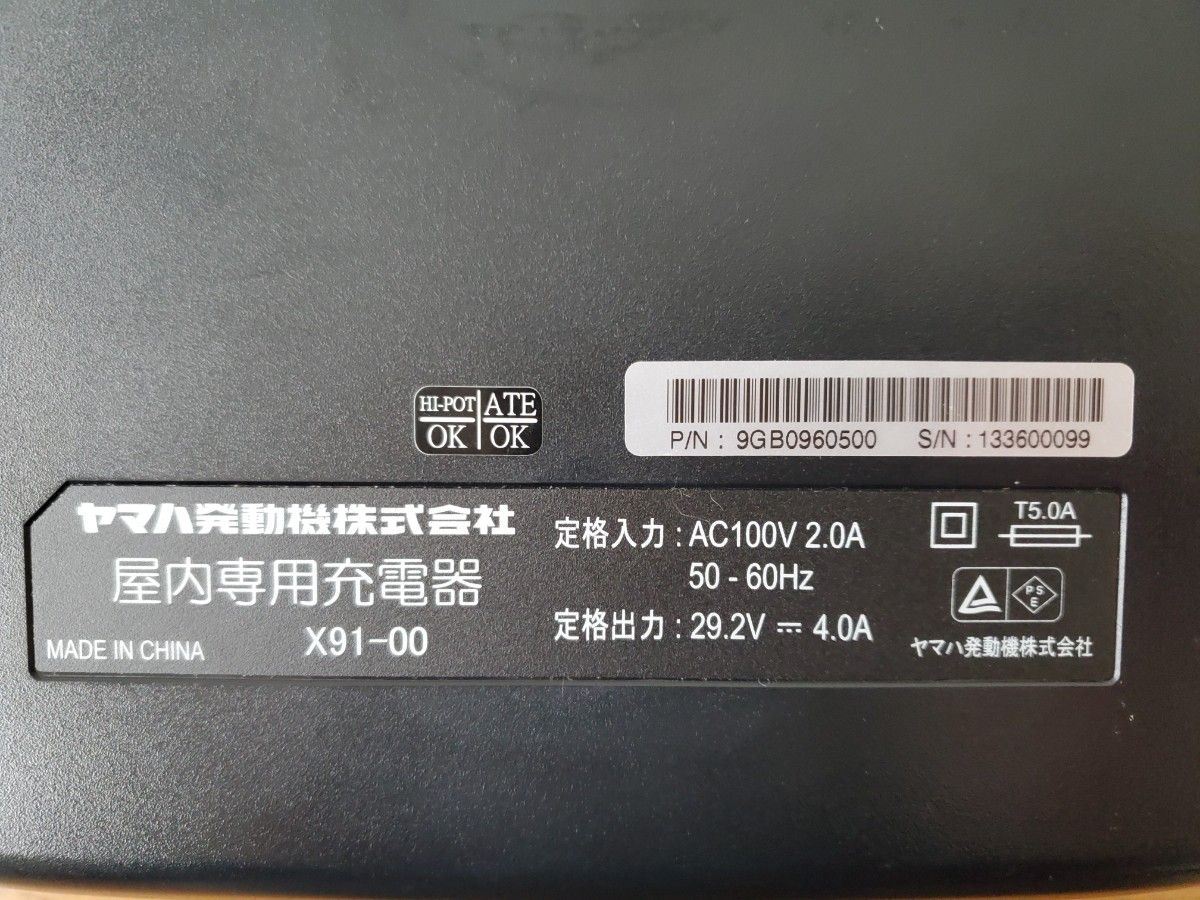 HI-POT OK
ATE OK
P/N : 9GB0960500 S/N : 133600099
ヤマハ発動機株式会社
屋内専用充電器
X91-00
MADE IN CHINA
定格入力 : AC100V 2.0A
50 - 60Hz
定格出力 : 29.2V ⎓ 4.0A
T5.0A
PS
E
ヤマハ発動機株式会社